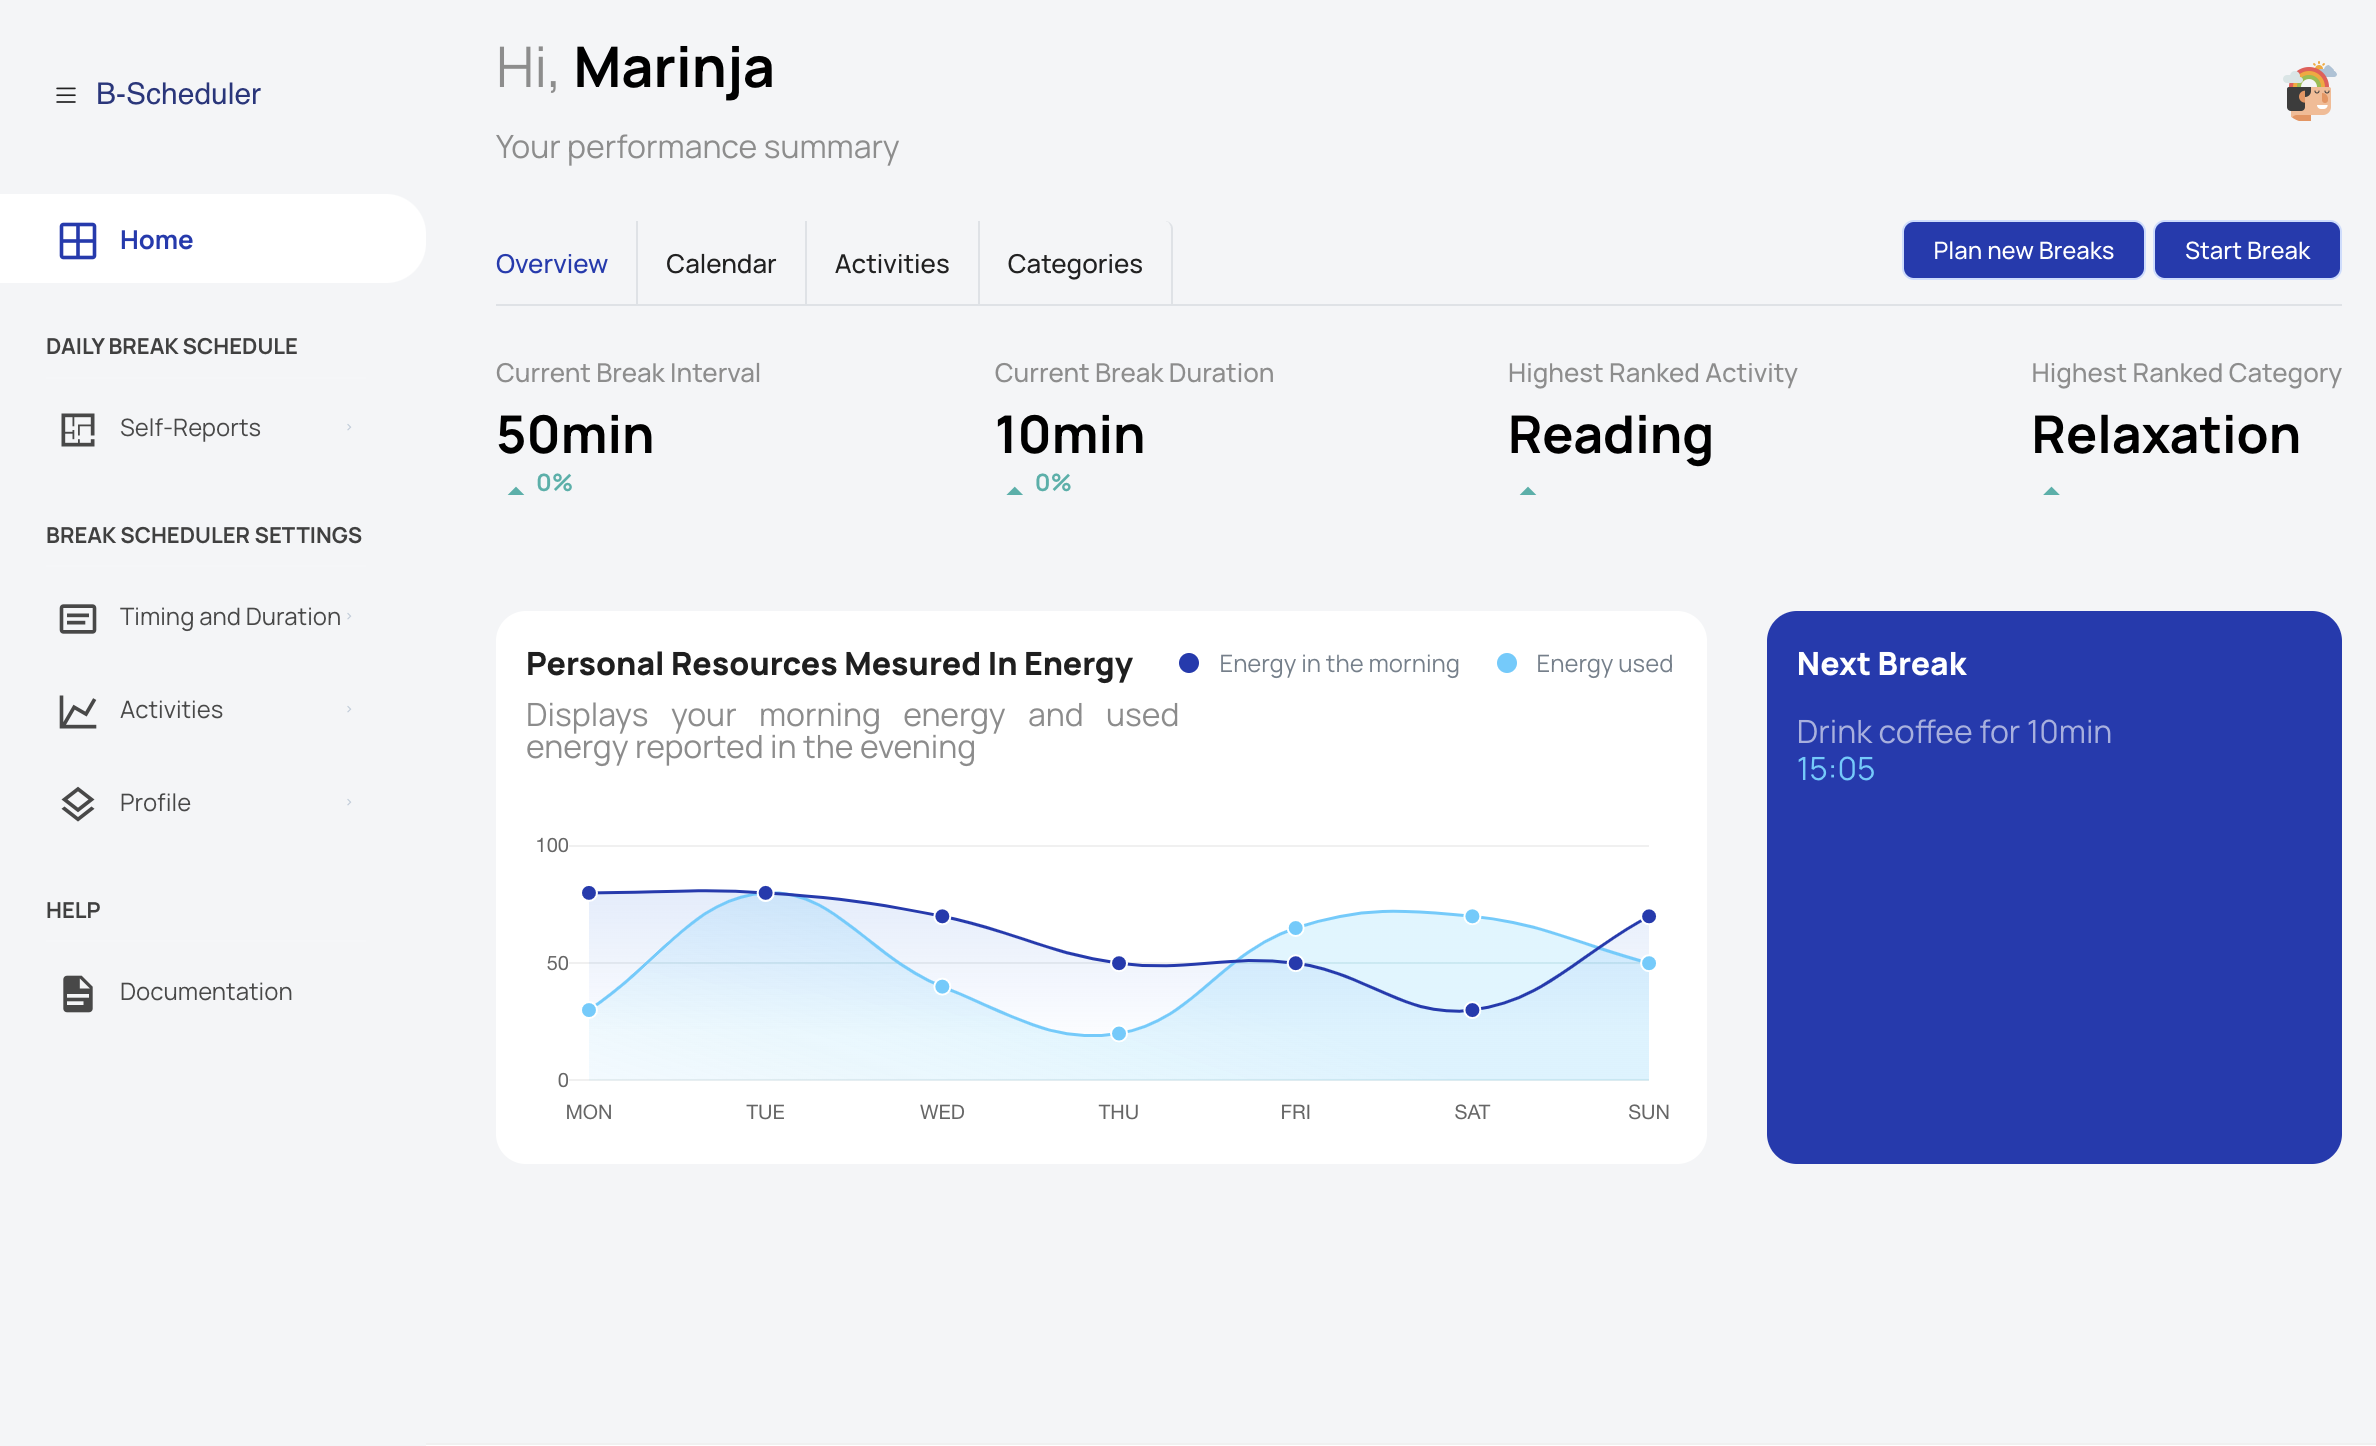 B-Scheduler
Home
DAILY BREAK SCHEDULE
Self-Reports
BREAK SCHEDULER SETTINGS
Timing and Duration
Activities
Profile
HELP
Documentation
Hi, Marinja
Your performance summary
Overview
Calendar
Activities
Categories
Plan new Breaks
Start Break
Current Break Interval
50min
0%
Current Break Duration
10min
0%
Highest Ranked Activity
Reading
Highest Ranked Category
Relaxation
Personal Resources Mesured In Energy
Energy in the morning
Energy used
Displays your morning energy and used
energy reported in the evening
100
50
0
MON
TUE
WED
THU
FRI
SAT
SUN
Next Break
Drink coffee for 10min
15:05